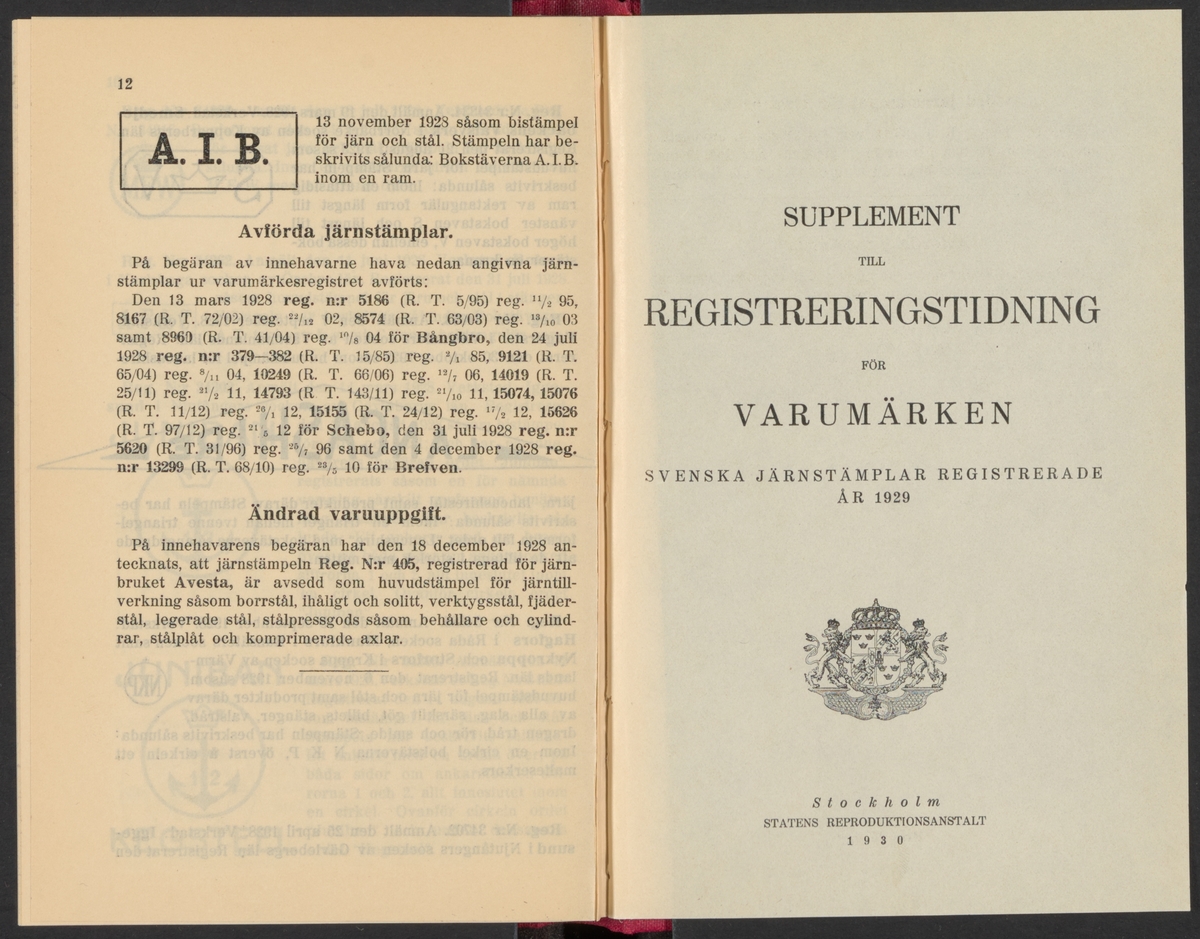 12
A. I. B.
13 november 1928 såsom bistämpel
för järn och stål. Stämpeln har be-
skrivits sålunda: Bokstäverna A. I. B.
inom en ram.
Avförda järnstämplar.
På begäran av innehavarne hava nedan angivna järn-
stämplar ur varumärkesregistret avförts:
Den 13 mars 1928 reg. n:r 5186 (R. T. 5/95) reg. 11/2 95,
8167 (R. T. 72/02) reg. 22/12 02, 8574 (R. T. 63/03) reg. 13/10 03
samt 8969 (R. T. 41/04) reg. 10/8 04 för Bångbro, den 24 juli
1928 reg. n:r 379—382 (R. T. 15/85) reg. 2/1 85, 9121 (R. T.
65/04) reg. 8/11 04, 10249 (R. T. 66/06) reg. 12/7 06, 14019 (R. T.
25/11) reg. 21/2 11, 14793 (R. T. 143/11) reg. 21/10 11, 15074, 15076
(R. T. 11/12) reg. 26/1 12, 15155 (R. T. 24/12) reg. 17/2 12, 15626
(R. T. 97/12) reg. 21 5 12 för Schebo, den 31 juli 1928 reg. n:r
5620 (R. T. 31/96) reg. 25/7 96 samt den 4 december 1928 reg.
n:r 13299 (R. T. 68/10) reg. 23/5 10 för Brefven.
Ändrad varuuppgift.
På innehavarens begäran har den 18 december 1928 an-
tecknats, att järnstämpeln Reg. N:r 405, registrerad för järn-
bruket Avesta, är avsedd som huvudstämpel för järntill-
verkning såsom borrstål, ihåligt och solitt, verktygsstål, fjäder-
stål, legerade stål, stålpressgods såsom behållare och cylind-
rar, stålplåt och komprimerade axlar.
SUPPLEMENT
TILL
REGISTRERINGSTIDNING
FÖR
VARUMÄRKEN
SVENSKA JÄRNSTÄMPLAR REGISTRERADE
ÅR 1929
Stockholm
STATENS REPRODUKTIONSANSTALT
1930